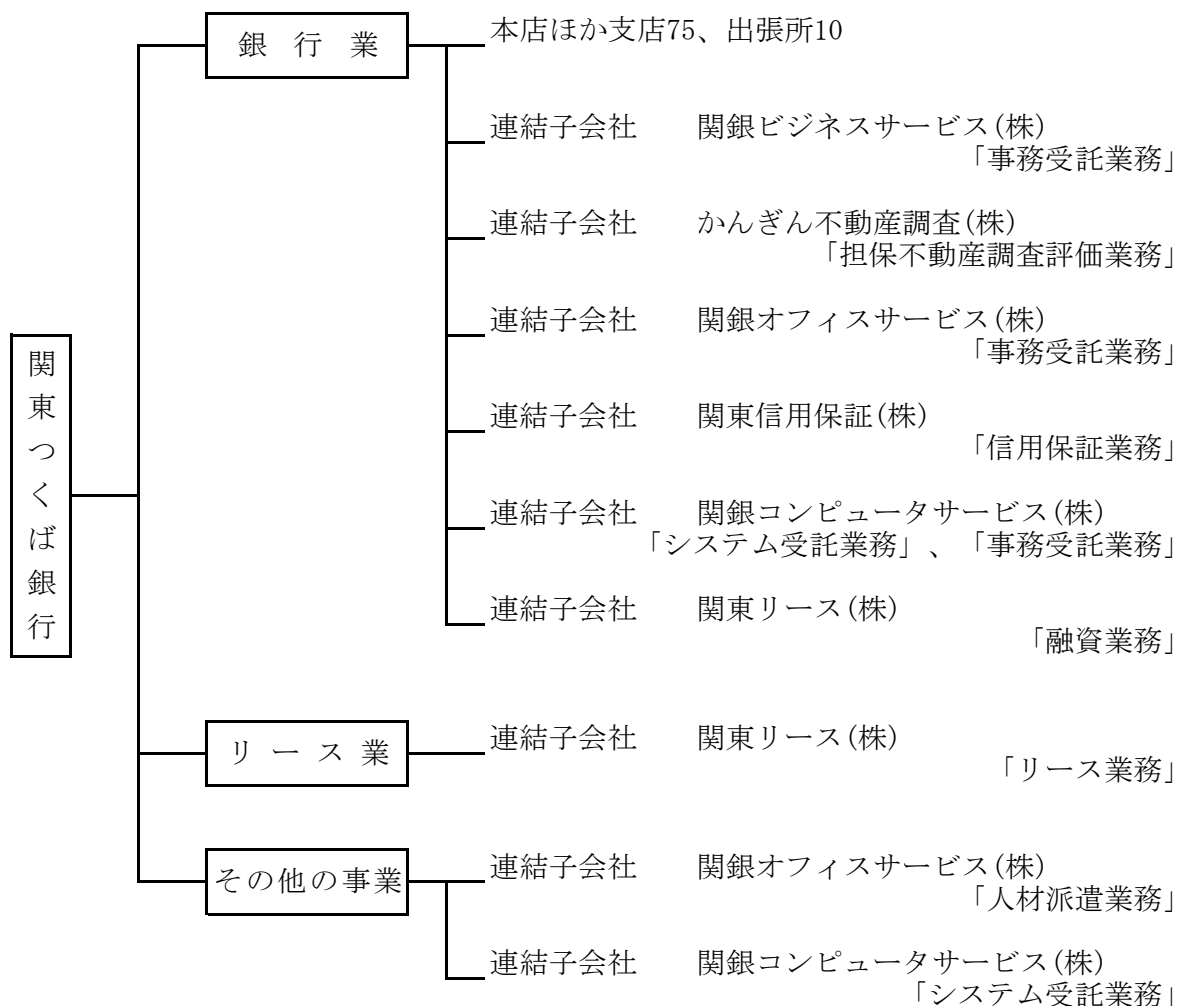 銀行業
本店ほか支店75、出張所10
連結子会社　関銀ビジネスサービス(株)
「事務受託業務」
連結子会社　かんぎん不動産調査(株)
「担保不動産調査評価業務」
連結子会社　関銀オフィスサービス(株)
「事務受託業務」
連結子会社　関東信用保証(株)
「信用保証業務」
連結子会社　関銀コンピュータサービス(株)
「システム受託業務」、「事務受託業務」
連結子会社　関東リース(株)
「融資業務」
関東つくば銀行
リース業
連結子会社　関東リース(株)
「リース業務」
その他の事業
連結子会社　関銀オフィスサービス(株)
「人材派遣業務」
連結子会社　関銀コンピュータサービス(株)
「システム受託業務」